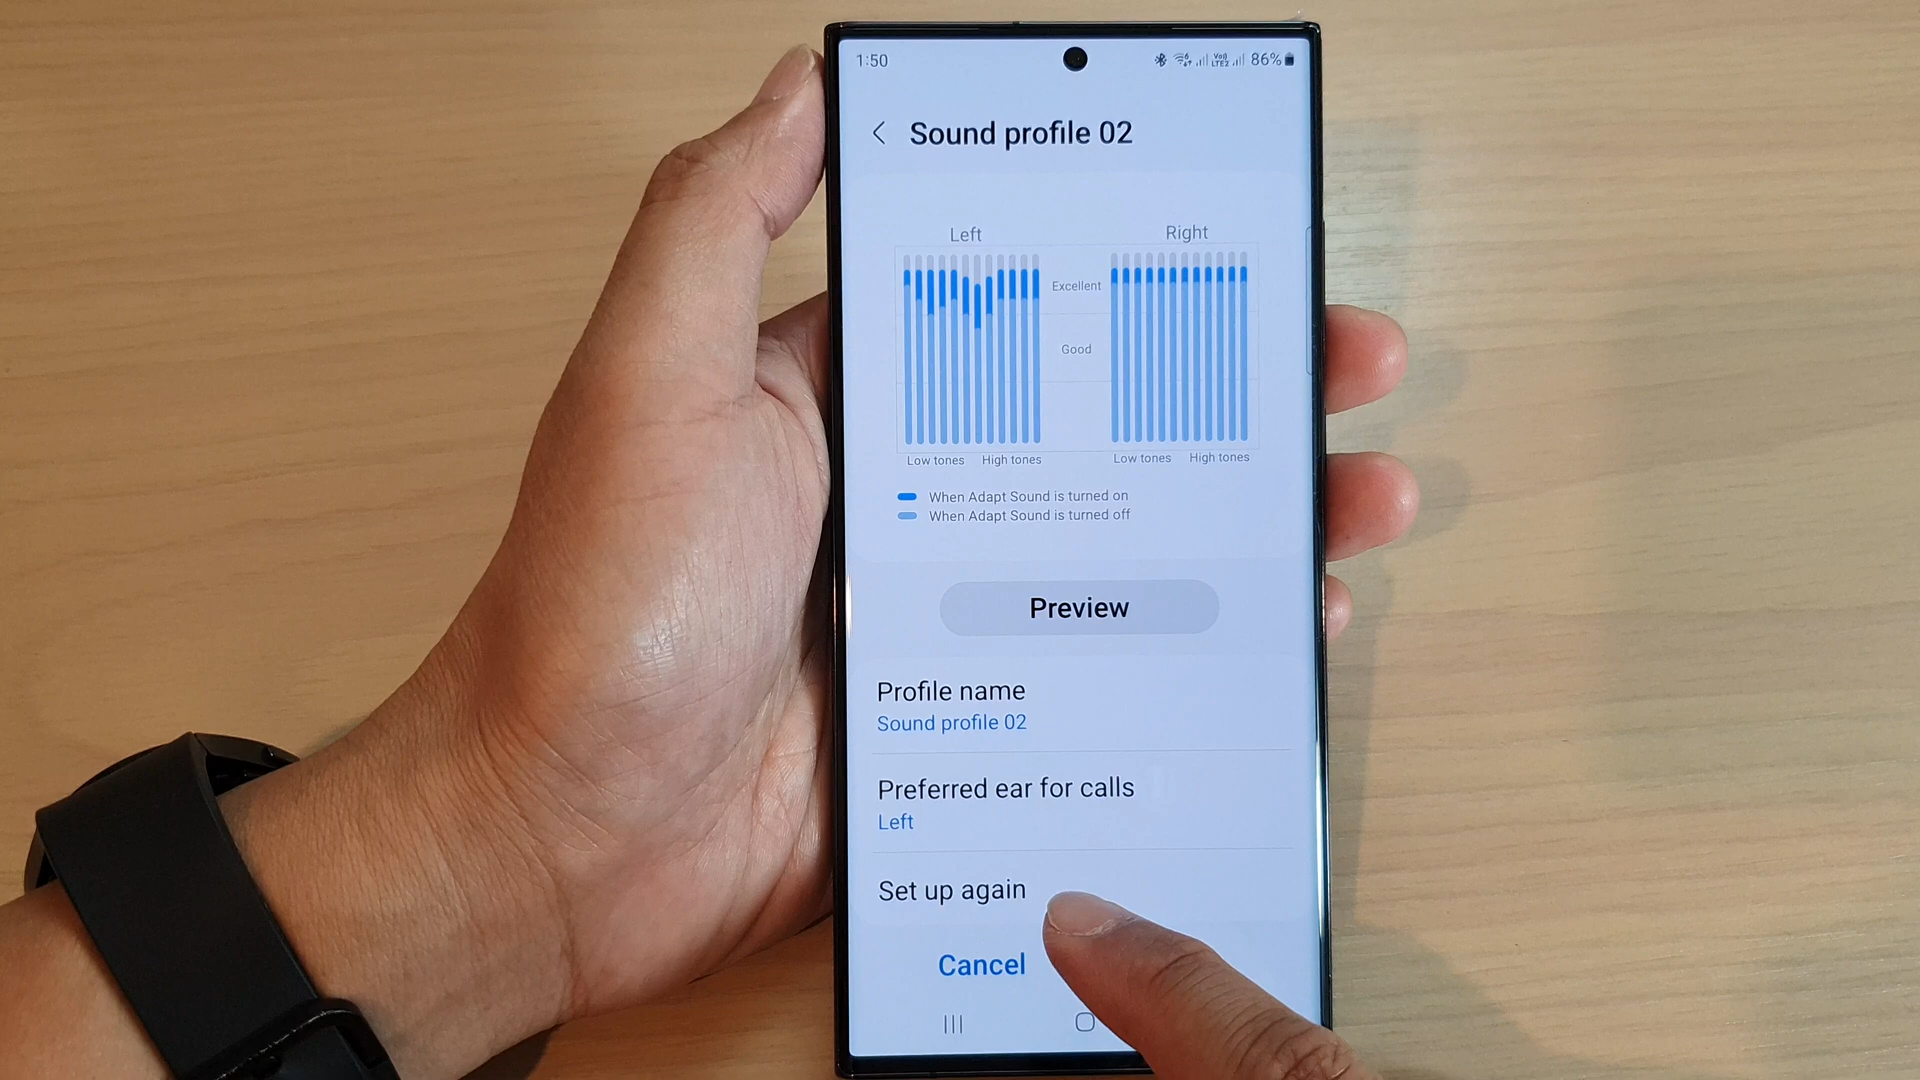 1:50
86%
Sound profile 02
Left
Right
Excellent
Good
Low tones
High tones
Low tones
High tones
When Adapt Sound is turned on
When Adapt Sound is turned off
Preview
Profile name
Sound profile 02
Preferred ear for calls
Left
Set up again
Cancel